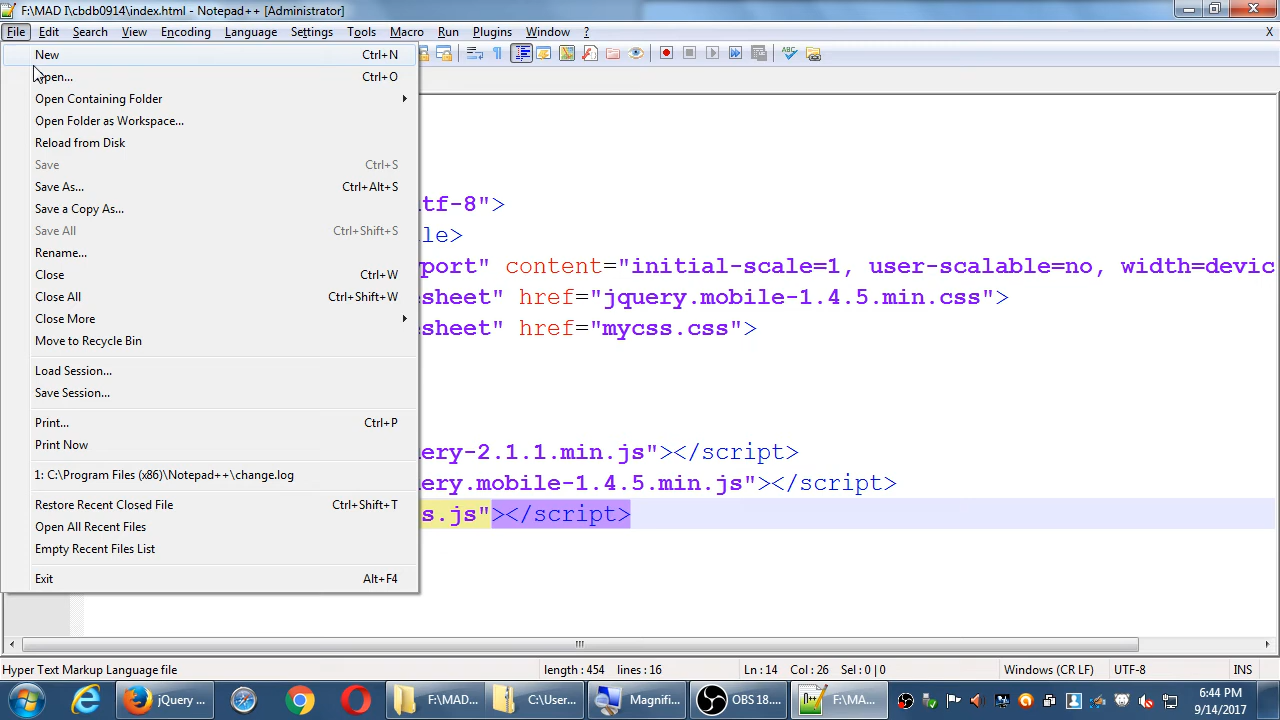 F:\MAD I\cbdb0914\index.html - Notepad++ [Administrator]
File Edit Search View Encoding Language Settings Tools Macro Run Plugins Window ? X
New Ctrl+N
Open... Ctrl+O
Open Containing Folder
Open Folder as Workspace...
Reload from Disk
Save Ctrl+S
Save As... Ctrl+Alt+S
tf-8">
Save a Copy As...
Save All Ctrl+Shift+S
le>
Rename...
port" content="initial-scale=1, user-scalable=no, width=devic
Close Ctrl+W
Close All Ctrl+Shift+W
sheet" href="jquery.mobile-1.4.5.min.css">
Close More
sheet" href="mycss.css">
Move to Recycle Bin
Load Session...
Save Session...
Print... Ctrl+P
Print Now
ery-2.1.1.min.js"></script>
1: C:\Program Files (x86)\Notepad++\change.log
ery.mobile-1.4.5.min.js"></script>
Restore Recent Closed File Ctrl+Shift+T
s.js"></script>
Open All Recent Files
Empty Recent Files List
Exit Alt+F4
Hyper Text Markup Language file length : 454 lines : 16 Ln : 14 Col : 26 Sel : 0 | 0 Windows (CR LF) UTF-8 INS
jQuery ... F:\MAD... C:\User... Magnifi... OBS 18.... F:\MA... 6:44 PM
9/14/2017